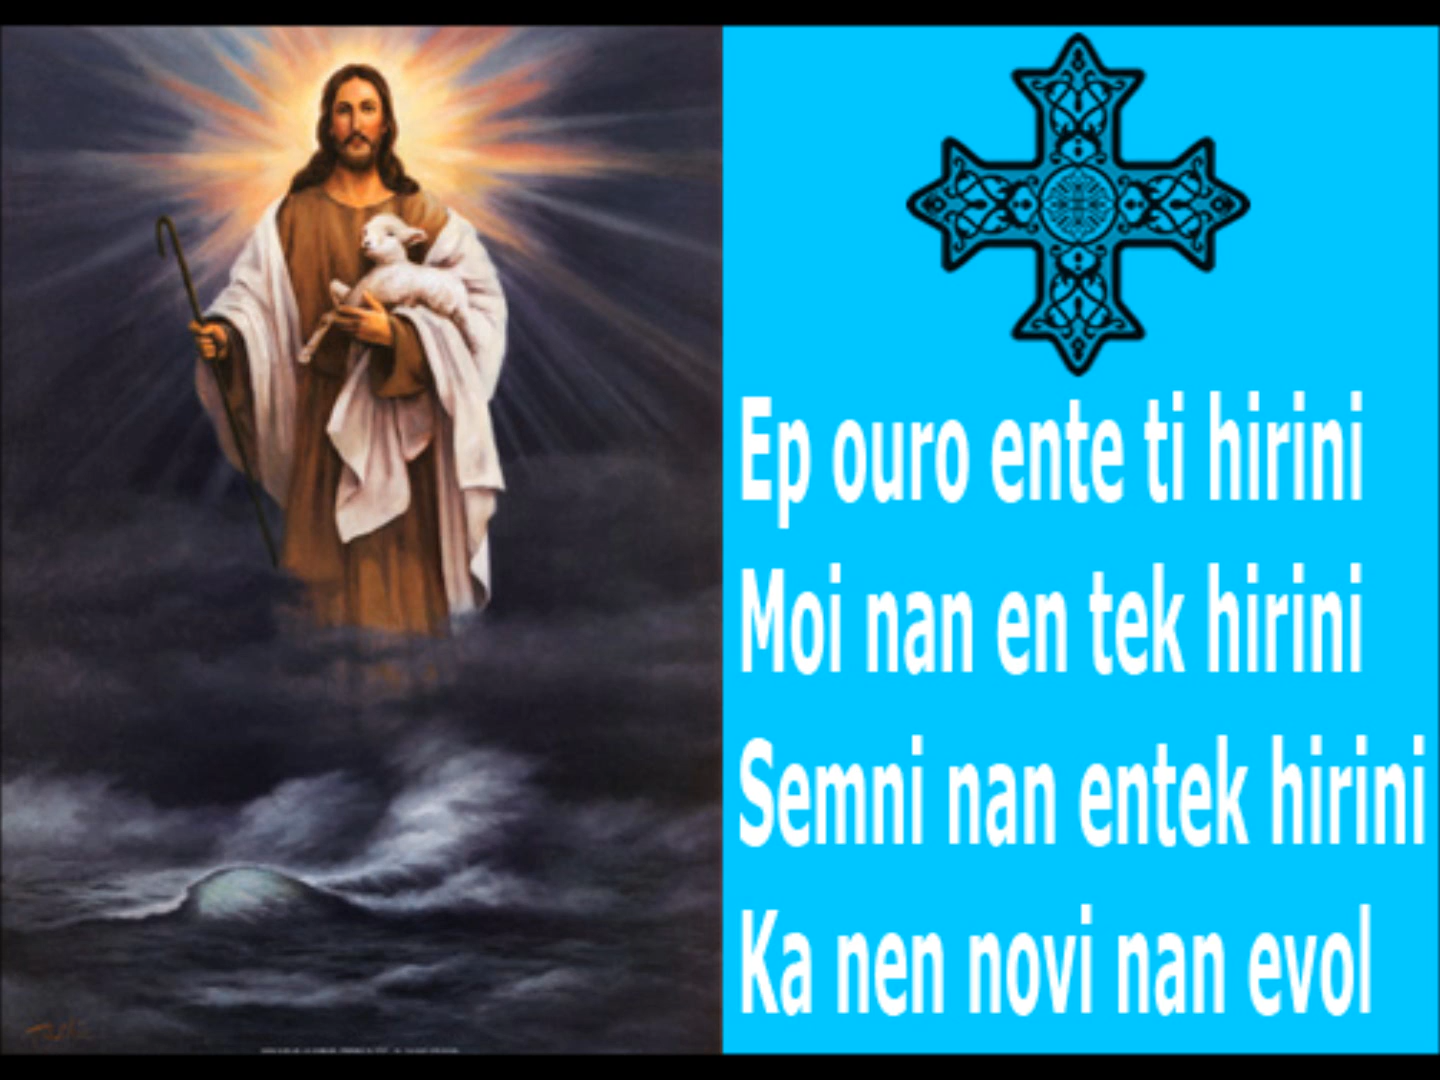 Ep ouro ente ti hirini
Moi nan en tek hirini
Semni nan entek hirini
Ka nen novi nan evol